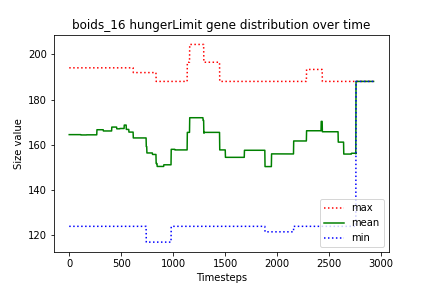 boids_16 hungerLimit gene distribution over time
Size value
200
180
160
140
120
0 500 1000 1500 2000 2500 3000
Timesteps
max
mean
min